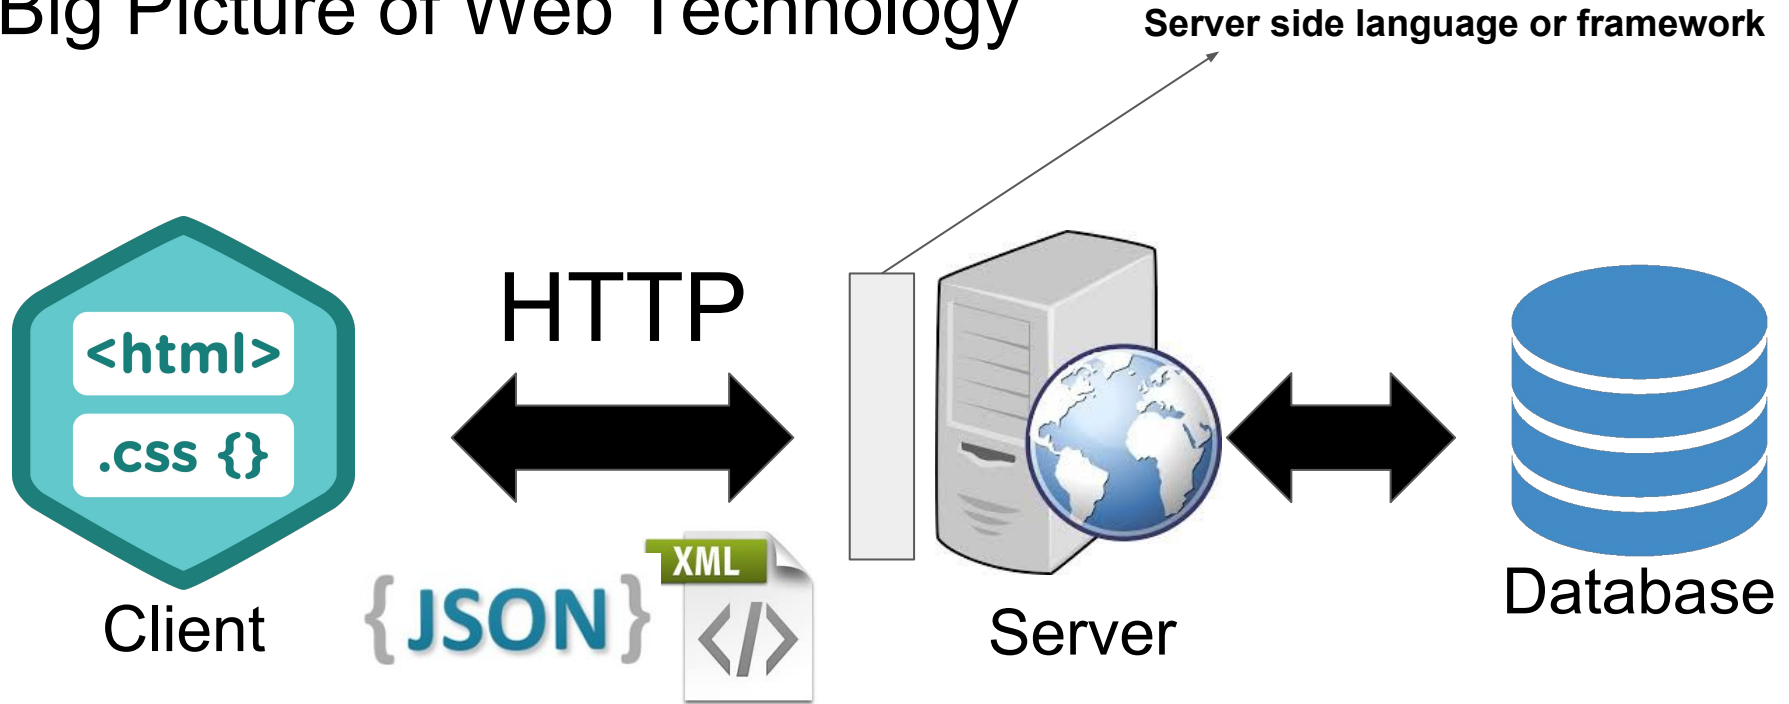 Big Picture of Web Technology
Server side language or framework
<html>
.css {}
HTTP
{JSON}
XML
</>
Client
Server
Database